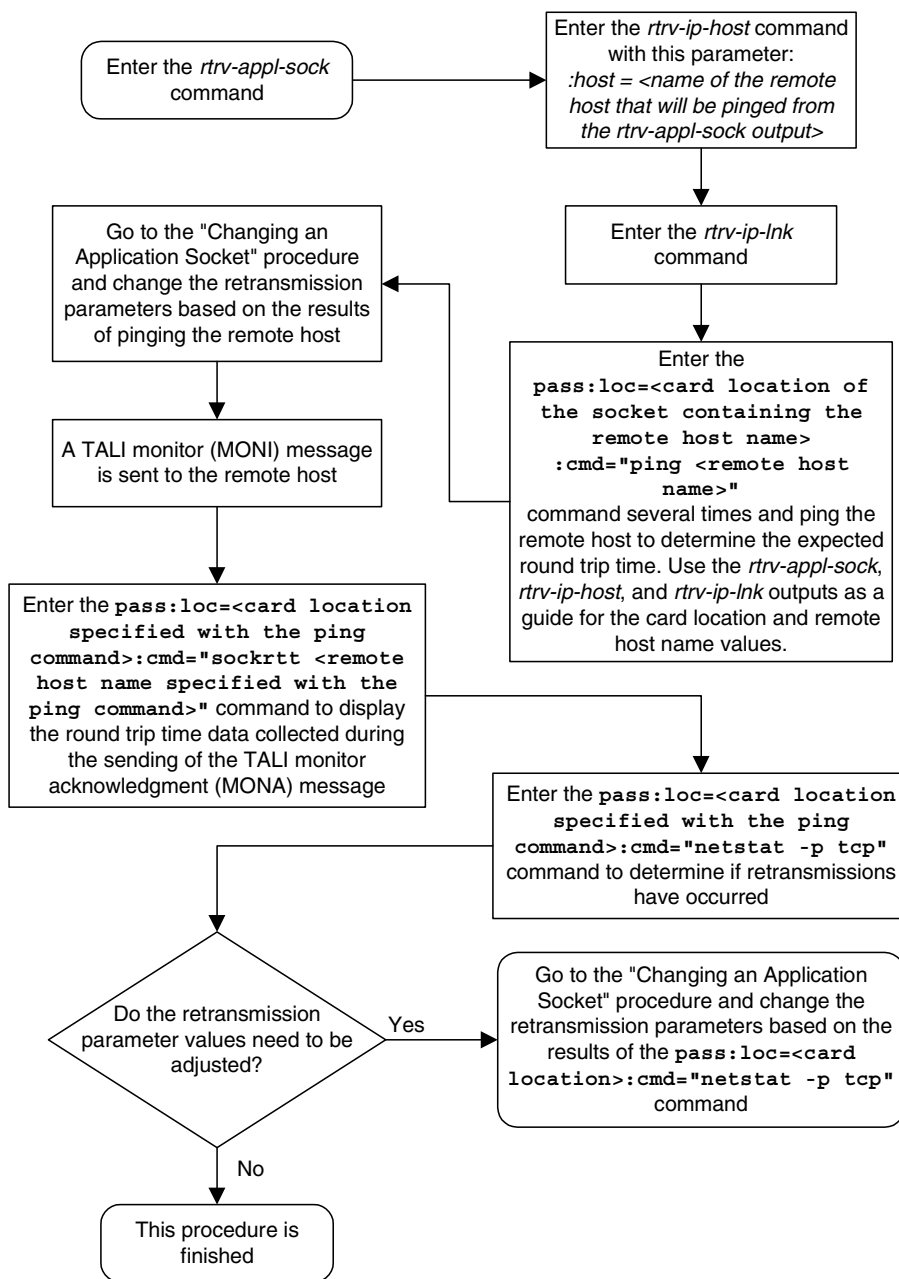 Enter the rtrv-appl-sock
command
Enter the rtrv-ip-host command
with this parameter:
:host = <name of the remote
host that will be pinged from
the rtrv-appl-sock output>
Enter the rtrv-ip-lnk
command
Enter the
pass:loc=<card location of
the socket containing the
remote host name>
:cmd="ping <remote host
name>"
command several times and ping the
remote host to determine the expected
round trip time. Use the rtrv-appl-sock,
rtrv-ip-host, and rtrv-ip-lnk outputs as a
guide for the card location and remote
host name values.
Go to the "Changing an
Application Socket" procedure
and change the retransmission
parameters based on the results
of pinging the remote host
A TALI monitor (MONI) message
is sent to the remote host
Enter the pass:loc=<card location
specified with the ping
command>:cmd="sockrtt <remote
host name specified with the
ping command>" command to display
the round trip time data collected during
the sending of the TALI monitor
acknowledgment (MONA) message
Enter the pass:loc=<card location
specified with the ping
command>:cmd="netstat -p tcp"
command to determine if retransmissions
have occurred
Do the retransmission
parameter values need to be
adjusted?
Yes
Go to the "Changing an Application
Socket" procedure and change the
retransmission parameters based on the
results of the pass:loc=<card
location>:cmd="netstat -p tcp"
command
No
This procedure is
finished